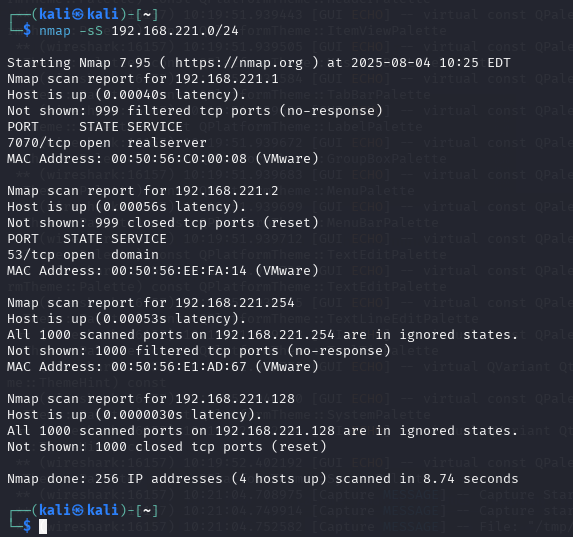 ┌──(kali㉿kali)-[~]
└─$ nmap -sS 192.168.221.0/24

Starting Nmap 7.95 ( https://nmap.org ) at 2025-08-04 10:25 EDT
Nmap scan report for 192.168.221.1
Host is up (0.00040s latency).
Not shown: 999 filtered tcp ports (no-response)
PORT     STATE SERVICE
7070/tcp open  realserver
MAC Address: 00:50:56:C0:00:08 (VMware)

Nmap scan report for 192.168.221.2
Host is up (0.00056s latency).
Not shown: 999 closed tcp ports (reset)
PORT   STATE SERVICE
53/tcp open  domain
MAC Address: 00:50:56:EE:FA:14 (VMware)

Nmap scan report for 192.168.221.254
Host is up (0.00053s latency).
All 1000 scanned ports on 192.168.221.254 are in ignored states.
Not shown: 1000 filtered tcp ports (no-response)
MAC Address: 00:50:56:E1:AD:67 (VMware)

Nmap scan report for 192.168.221.128
Host is up (0.0000030s latency).
All 1000 scanned ports on 192.168.221.128 are in ignored states.
Not shown: 1000 closed tcp ports (reset)

Nmap done: 256 IP addresses (4 hosts up) scanned in 8.74 seconds

┌──(kali㉿kali)-[~]
└─$